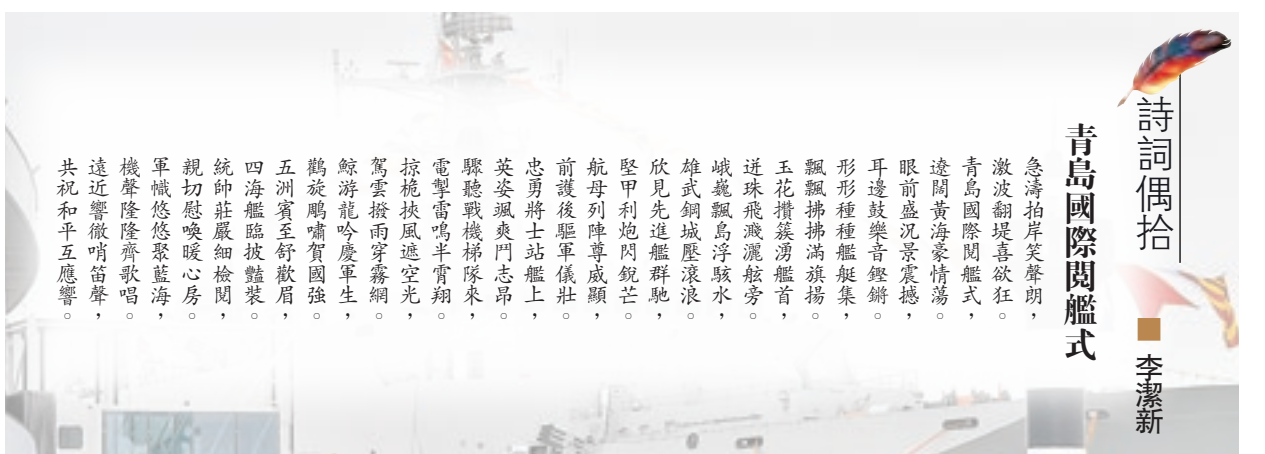 詩詞偶拾
李潔新
青島國際閱艦式
急濤拍岸笑聲朗，
激波翻堤喜欲狂。
青島國際閱艦式，
遼闊黃海豪情蕩。
眼前盛況景震撼，
耳邊鼓樂音鏗鏘。
形形種種艦艇集，
飄飄拂拂滿旗揚。
玉花攢簇湧艦首，
迸珠飛濺灑舷旁。
峨巍飄島浮駭水，
雄武鋼城壓滾浪。
欣見先進艦群馳，
堅甲利炮閃銳芒。
航母列陣尊威顯，
前護後驅軍儀壯。
忠勇將士站艦上，
英姿颯爽鬥志昂。
驟聽戰機梯隊來，
電掣雷鳴半霄翔。
掠桅挾風遮空光，
駕雲撥雨穿霧網。
鯨游龍吟慶軍生，
鸛旋鵰嘯賀國強。
五洲賓至舒歡眉，
四海艦臨披豔裝。
統帥莊嚴細檢閱，
親切慰喚暖心房。
軍幟悠悠聚藍海，
機聲隆隆齊歌唱。
遠近響徹哨笛聲，
共祝和平互應響。